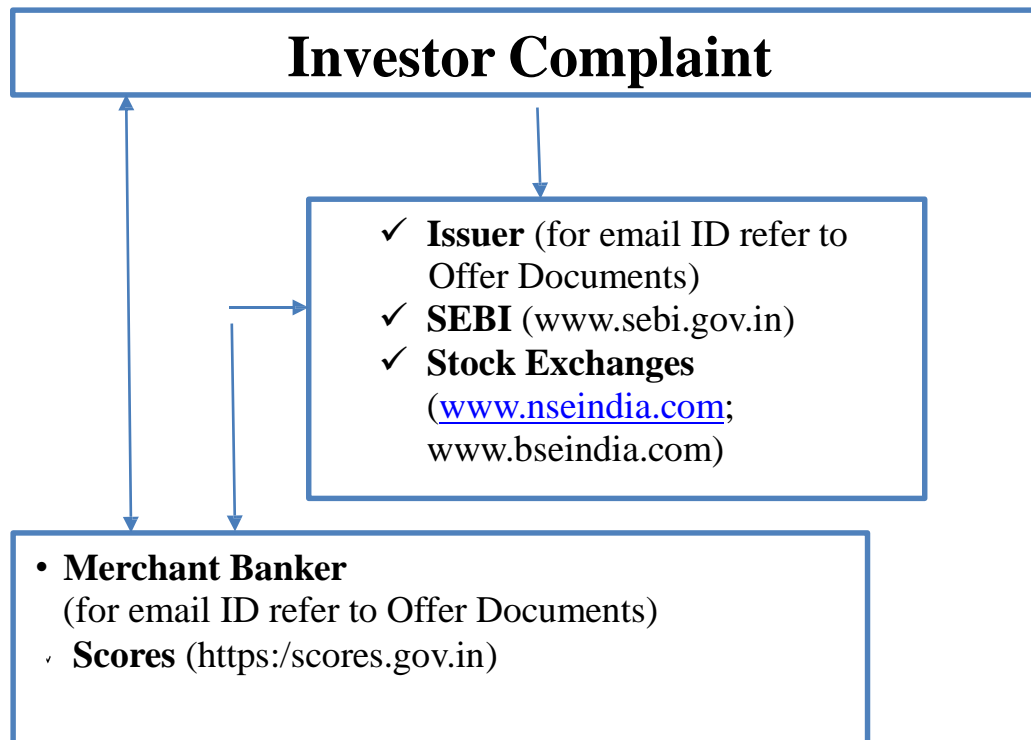 Investor Complaint
✓ Issuer (for email ID refer to
Offer Documents)
✓ SEBI (www.sebi.gov.in)
✓ Stock Exchanges
(www.nseindia.com;
www.bseindia.com)
• Merchant Banker
(for email ID refer to Offer Documents)
✓ Scores (https:/scores.gov.in)